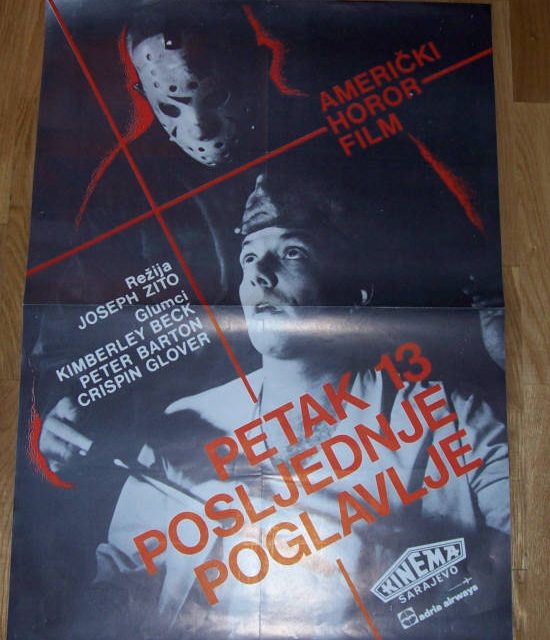 AMERIČKI
HOROR
FILM
Režija
JOSEPH ZITO
Glumci
KIMBERLEY BECK
PETER BARTON
CRISPIN GLOVER
PETAK 13
POSLJEDNJE
POGLAVLJE
KINEMA
SARAJEVO
adria airways